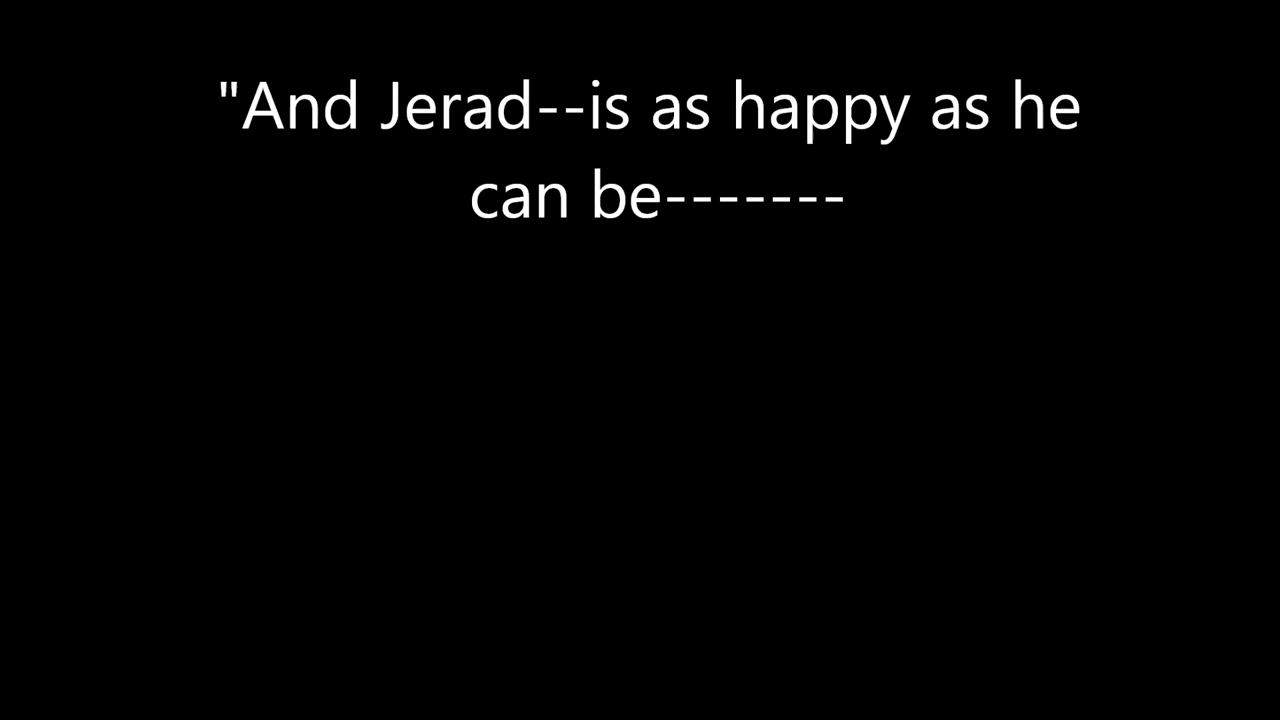 "And Jerad--is as happy as he
can be-------